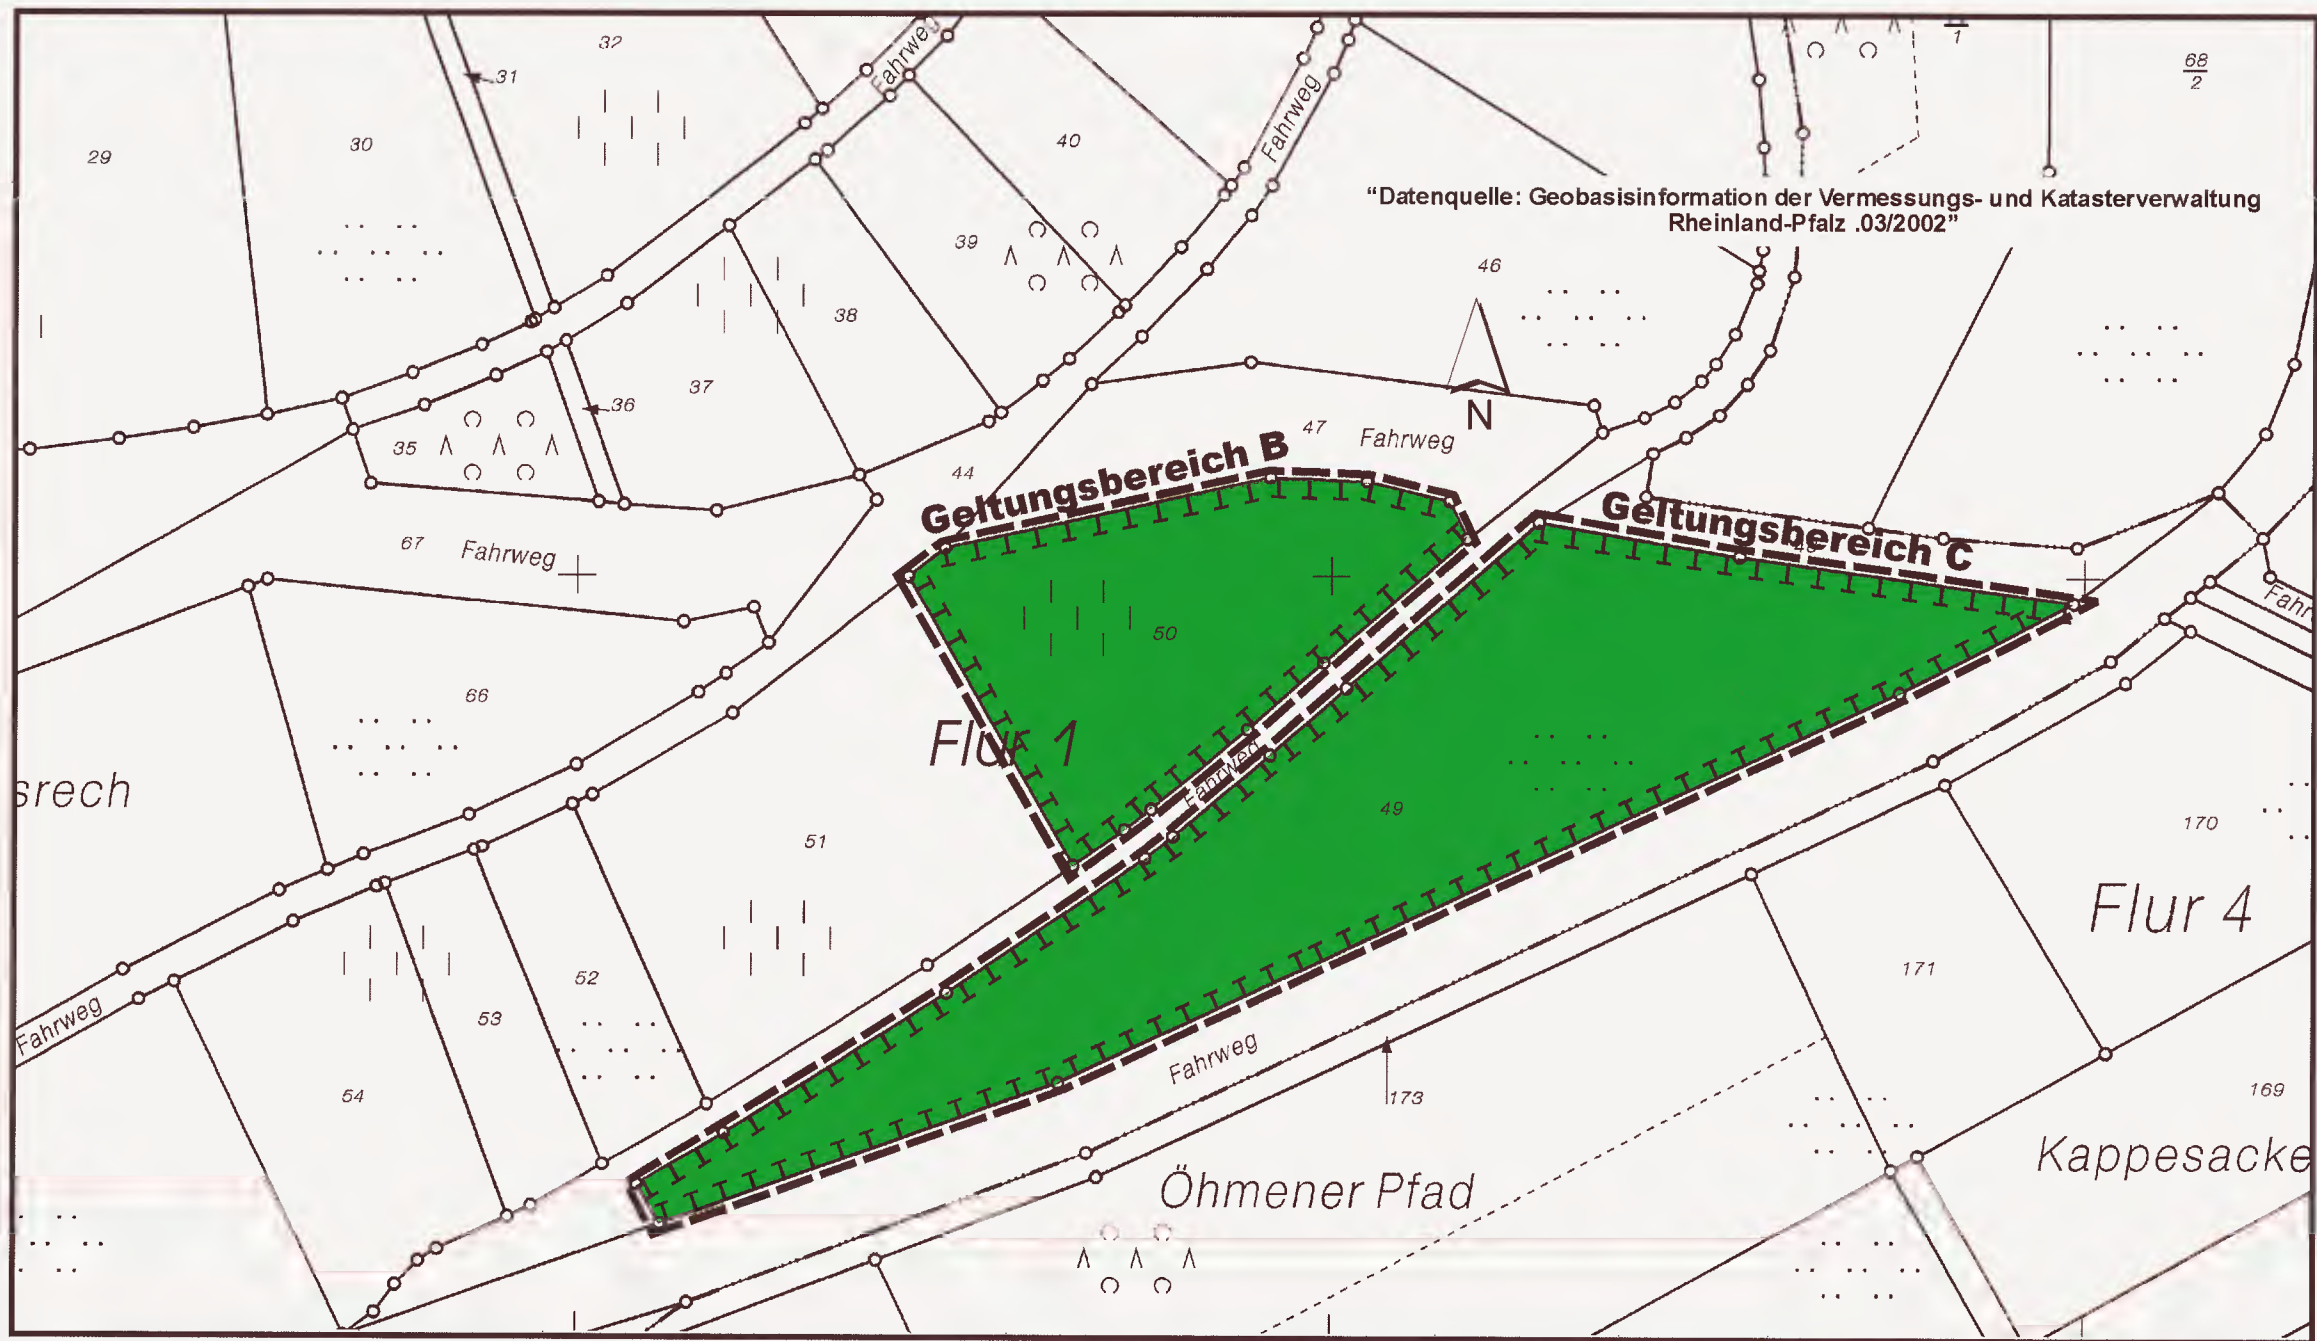 32
Fahrweg
1
68
2
31
29
30
40
Fahrweg
"Datenquelle: Geobasisinformation der Vermessungs- und Katasterverwaltung
Rheinland-Pfalz .03/2002"
39
46
38
37
36
N
35
47
Fahrweg
44
Geltungsbereich B
Geltungsbereich C
67
Fahrweg
Fahr
50
66
Flur 1
Fahrweg
srech
49
51
170
Flur 4
52
171
53
Fahrweg
Fahrweg
54
173
169
Kappesacke
Öhmener Pfad